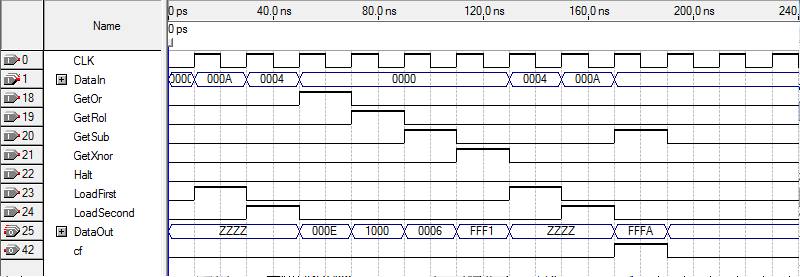 Name
0 ps 40.0 ns 80.0 ns 120.0 ns 160.0 ns 200.0 ns 240.
0 ps
0 CLK
1 DataIn 0000 000A 0004 0000 0004 000A
18 GetOr
19 GetRol
20 GetSub
21 GetXnor
22 Halt
23 LoadFirst
24 LoadSecond
25 DataOut ZZZZ 000E 1000 0006 FFF1 ZZZZ FFFA
42 cf